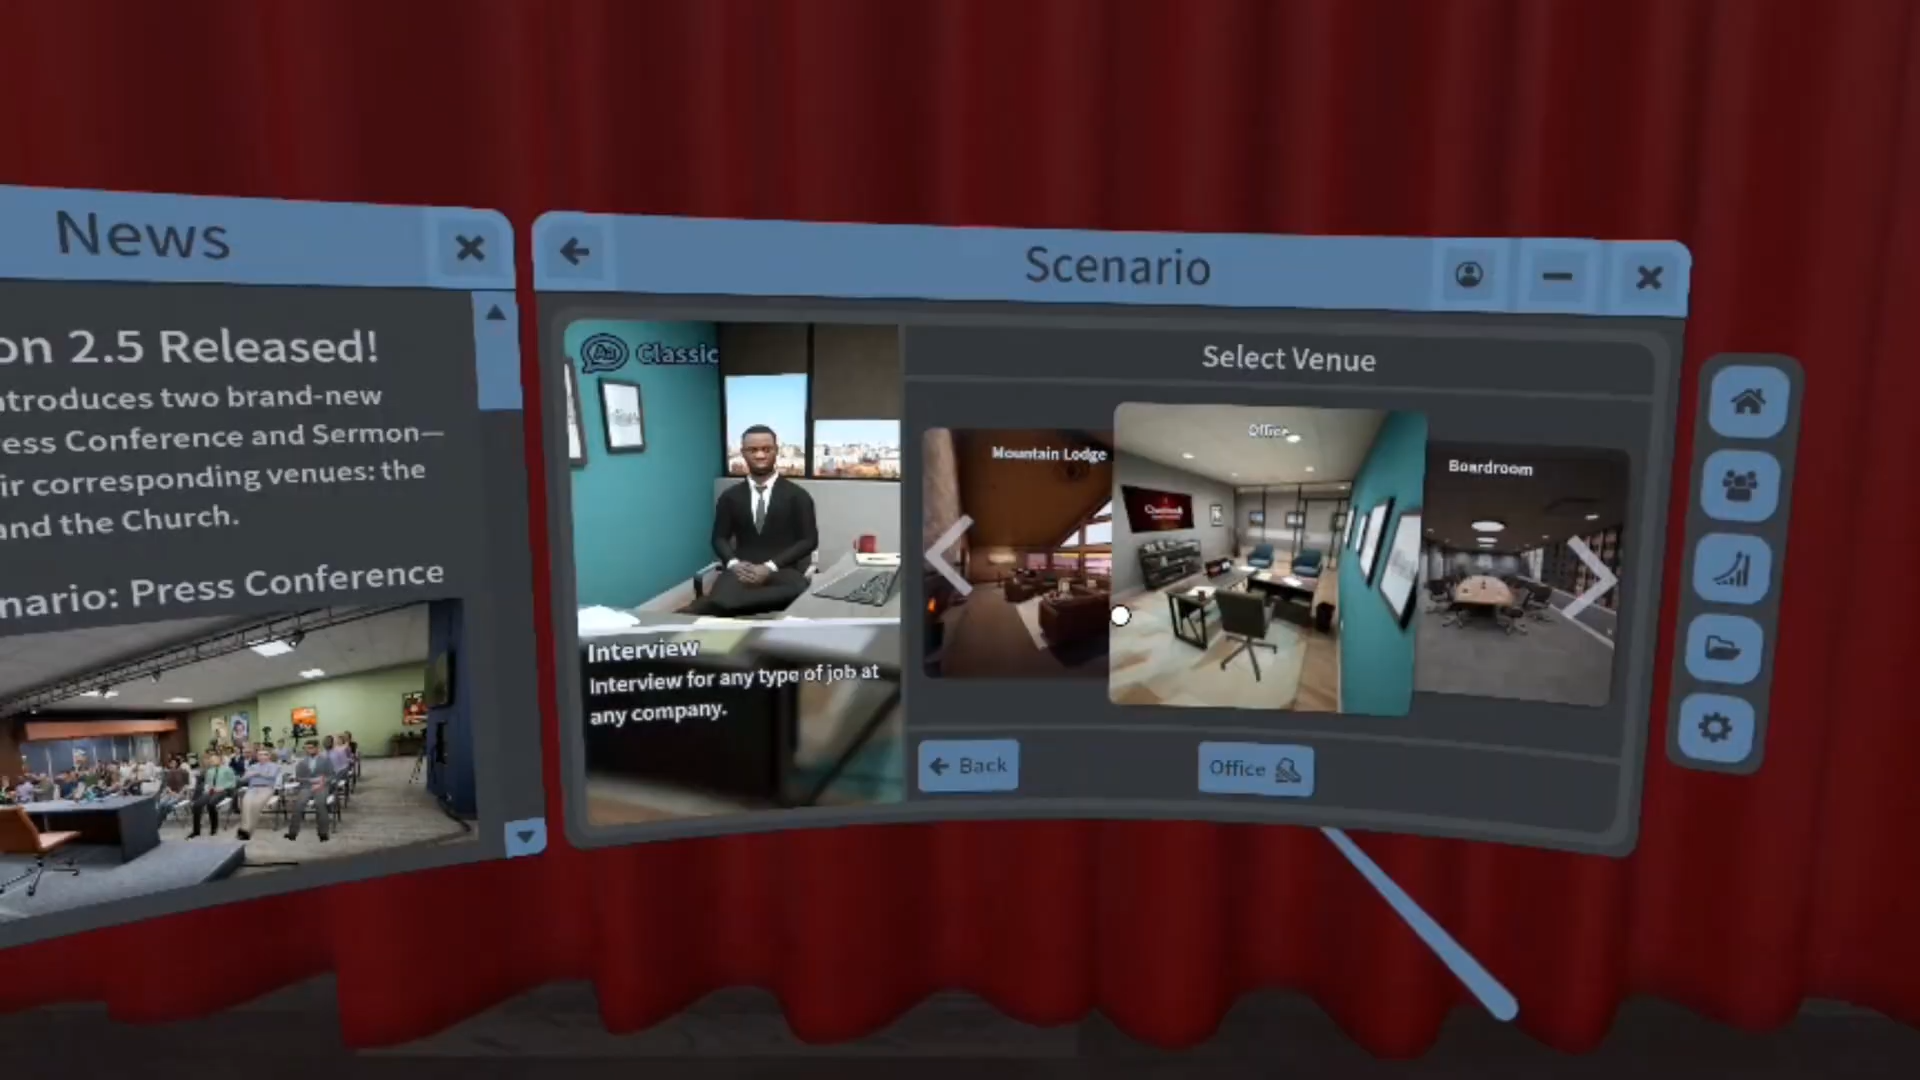 News
on 2.5 Released!
ntroduces two brand-new
ess Conference and Sermon—
ir corresponding venues: the
and the Church.
nario: Press Conference
Scenario
Aa Classic
Interview
Interview for any type of job at
any company.
Select Venue
Mountain Lodge
Office
Boardroom
Back
Office